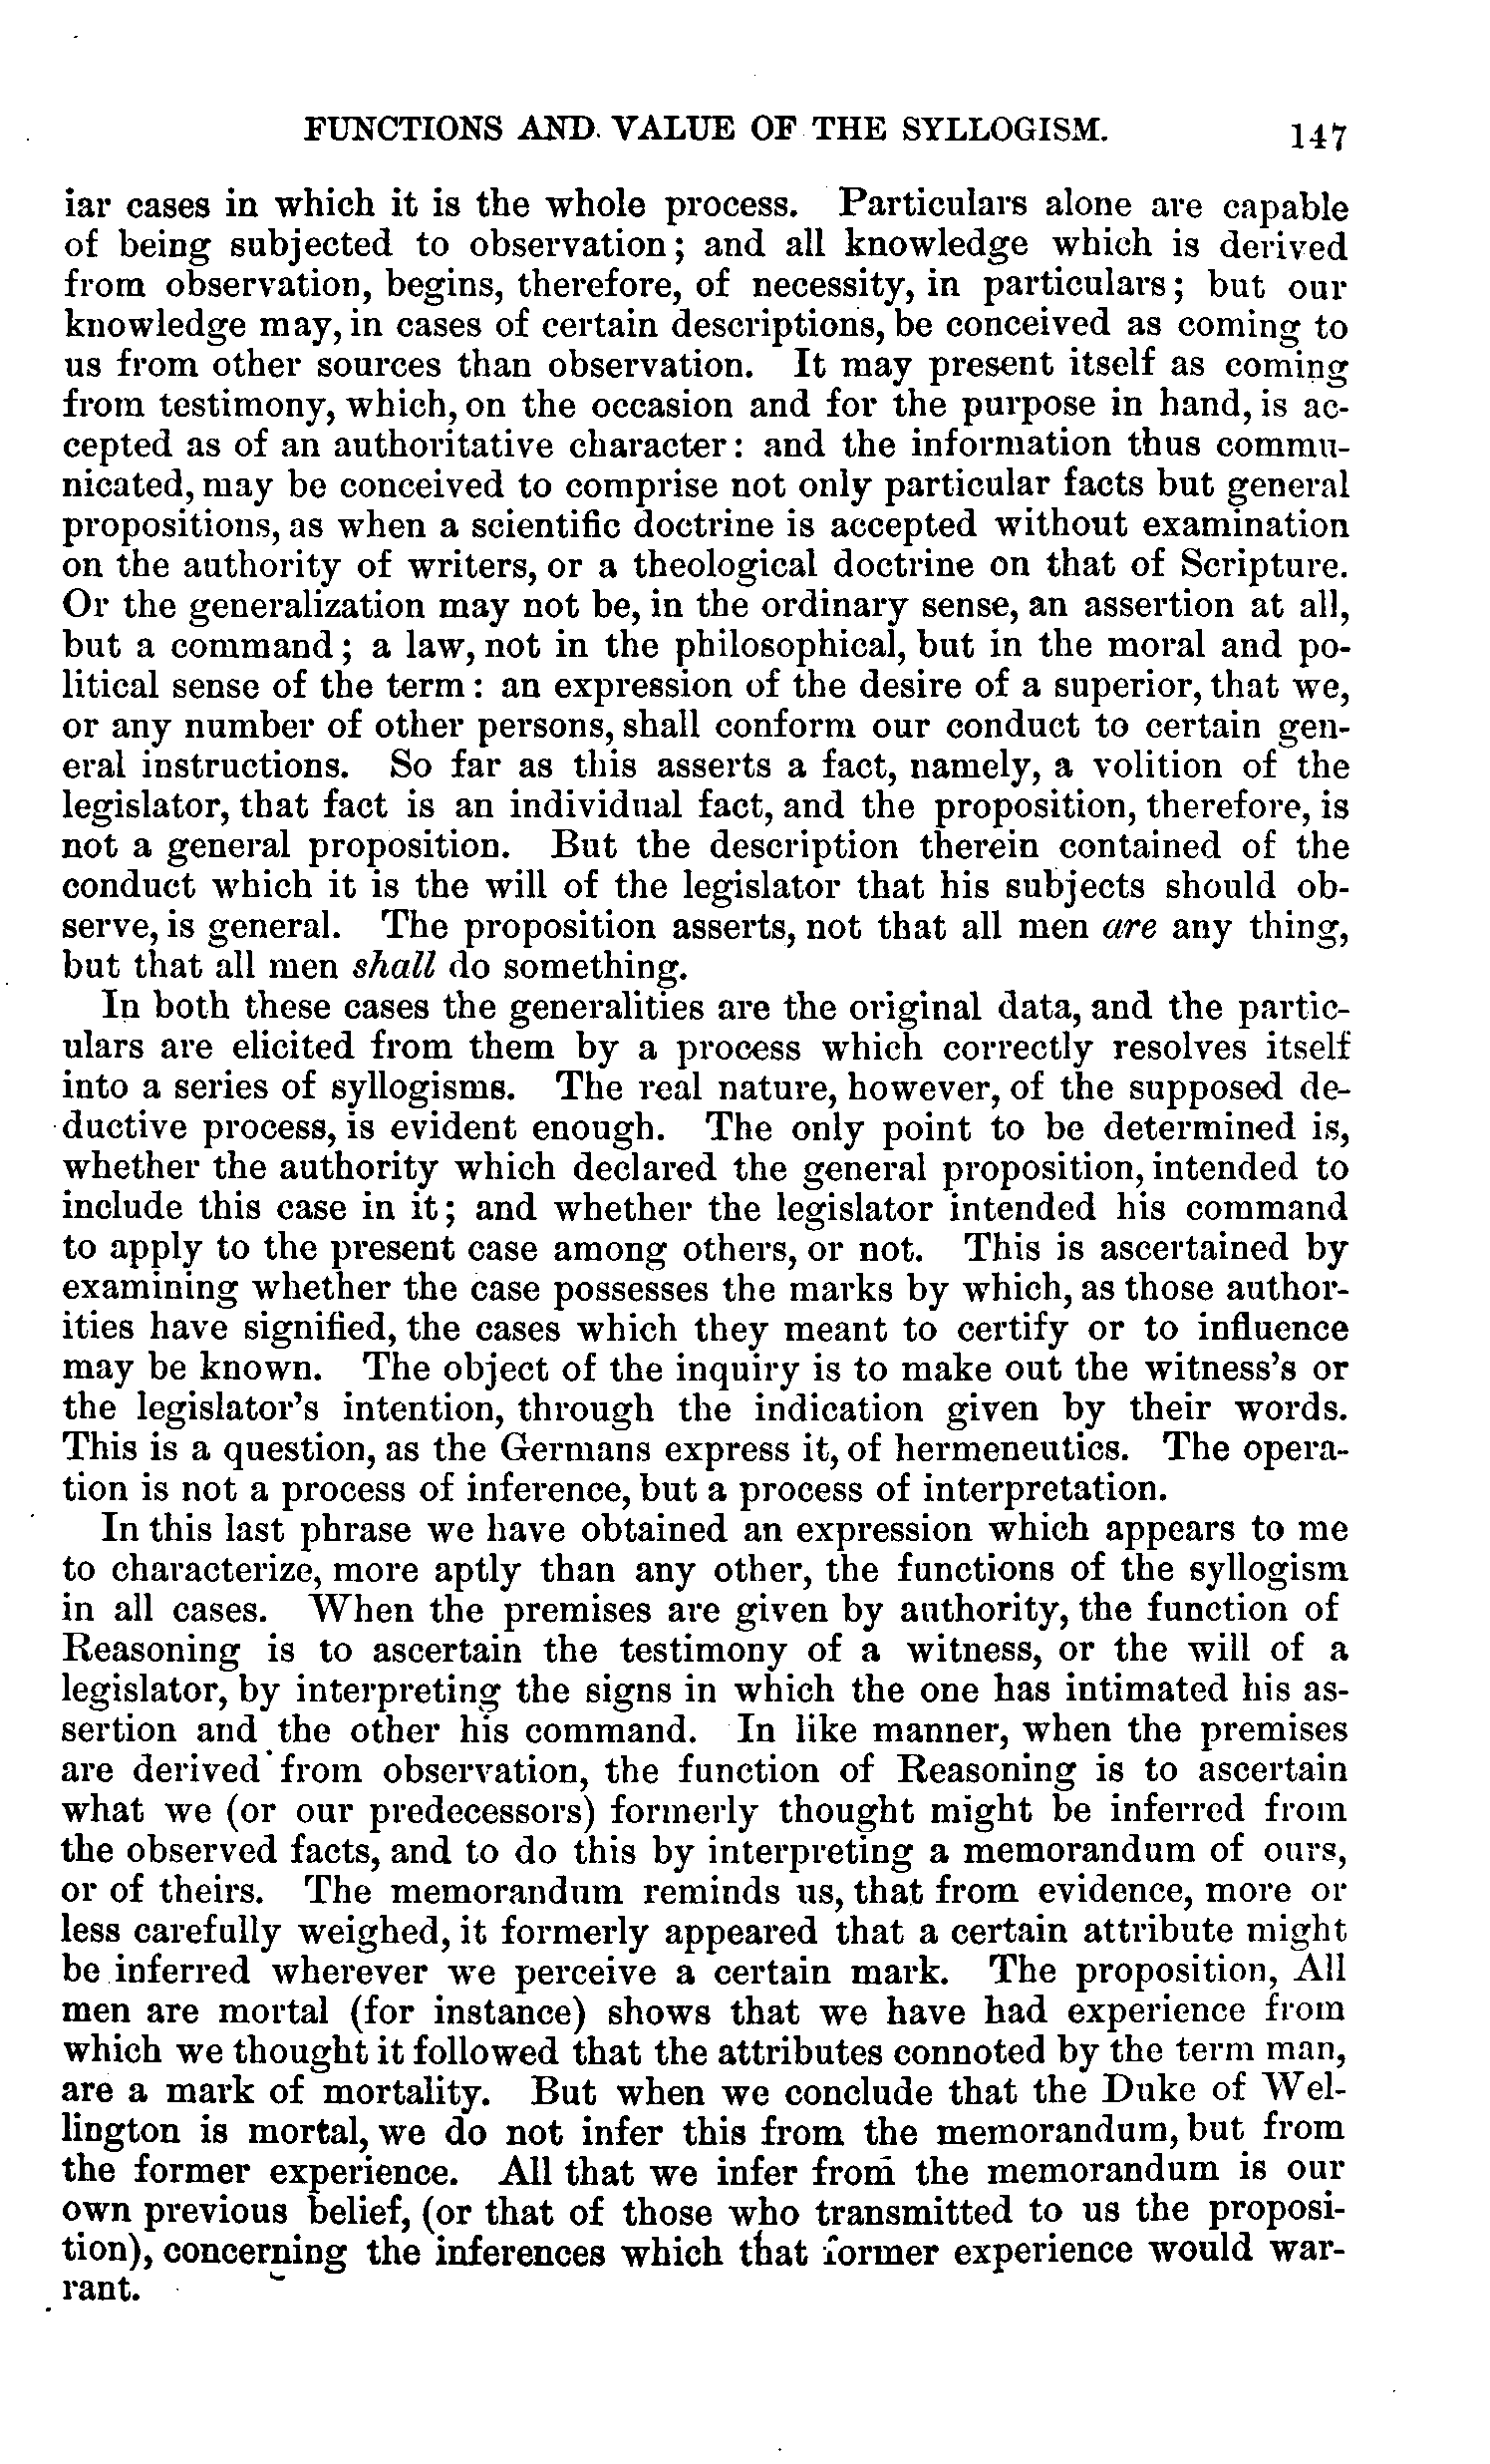 FUNCTIONS AND VALUE OF THE SYLLOGISM. 147
iar cases in which it is the whole process. Particulars alone are capable
of being subjected to observation; and all knowledge which is derived
from observation, begins, therefore, of necessity, in particulars; but our
knowledge may, in cases of certain descriptions, be conceived as coming to
us from other sources than observation. It may present itself as coming
from testimony, which, on the occasion and for the purpose in hand, is ac-
cepted as of an authoritative character: and the information thus commu-
nicated, may be conceived to comprise not only particular facts but general
propositions, as when a scientific doctrine is accepted without examination
on the authority of writers, or a theological doctrine on that of Scripture.
Or the generalization may not be, in the ordinary sense, an assertion at all,
but a command; a law, not in the philosophical, but in the moral and po-
litical sense of the term: an expression of the desire of a superior, that we,
or any number of other persons, shall conform our conduct to certain gen-
eral instructions. So far as this asserts a fact, namely, a volition of the
legislator, that fact is an individual fact, and the proposition, therefore, is
not a general proposition. But the description therein contained of the
conduct which it is the will of the legislator that his subjects should ob-
serve, is general. The proposition asserts, not that all men are any thing,
but that all men shall do something.
In both these cases the generalities are the original data, and the partic-
ulars are elicited from them by a process which correctly resolves itself
into a series of syllogisms. The real nature, however, of the supposed de-
ductive process, is evident enough. The only point to be determined is,
whether the authority which declared the general proposition, intended to
include this case in it; and whether the legislator intended his command
to apply to the present case among others, or not. This is ascertained by
examining whether the case possesses the marks by which, as those author-
ities have signified, the cases which they meant to certify or to influence
may be known. The object of the inquiry is to make out the witness's or
the legislator's intention, through the indication given by their words.
This is a question, as the Germans express it, of hermeneutics. The opera-
tion is not a process of inference, but a process of interpretation.
In this last phrase we have obtained an expression which appears to me
to characterize, more aptly than any other, the functions of the syllogism
in all cases. When the premises are given by authority, the function of
Reasoning is to ascertain the testimony of a witness, or the will of a
legislator, by interpreting the signs in which the one has intimated his as-
sertion and the other his command. In like manner, when the premises
are derived from observation, the function of Reasoning is to ascertain
what we (or our predecessors) formerly thought might be inferred from
the observed facts, and to do this by interpreting a memorandum of ours,
or of theirs. The memorandum reminds us, that from evidence, more or
less carefully weighed, it formerly appeared that a certain attribute might
be inferred wherever we perceive a certain mark. The proposition, All
men are mortal (for instance) shows that we have had experience from
which we thought it followed that the attributes connoted by the term man,
are a mark of mortality. But when we conclude that the Duke of Wel-
lington is mortal, we do not infer this from the memorandum, but from
the former experience. All that we infer from the memorandum is our
own previous belief, (or that of those who transmitted to us the proposi-
tion), concerning the inferences which that former experience would war-
rant.